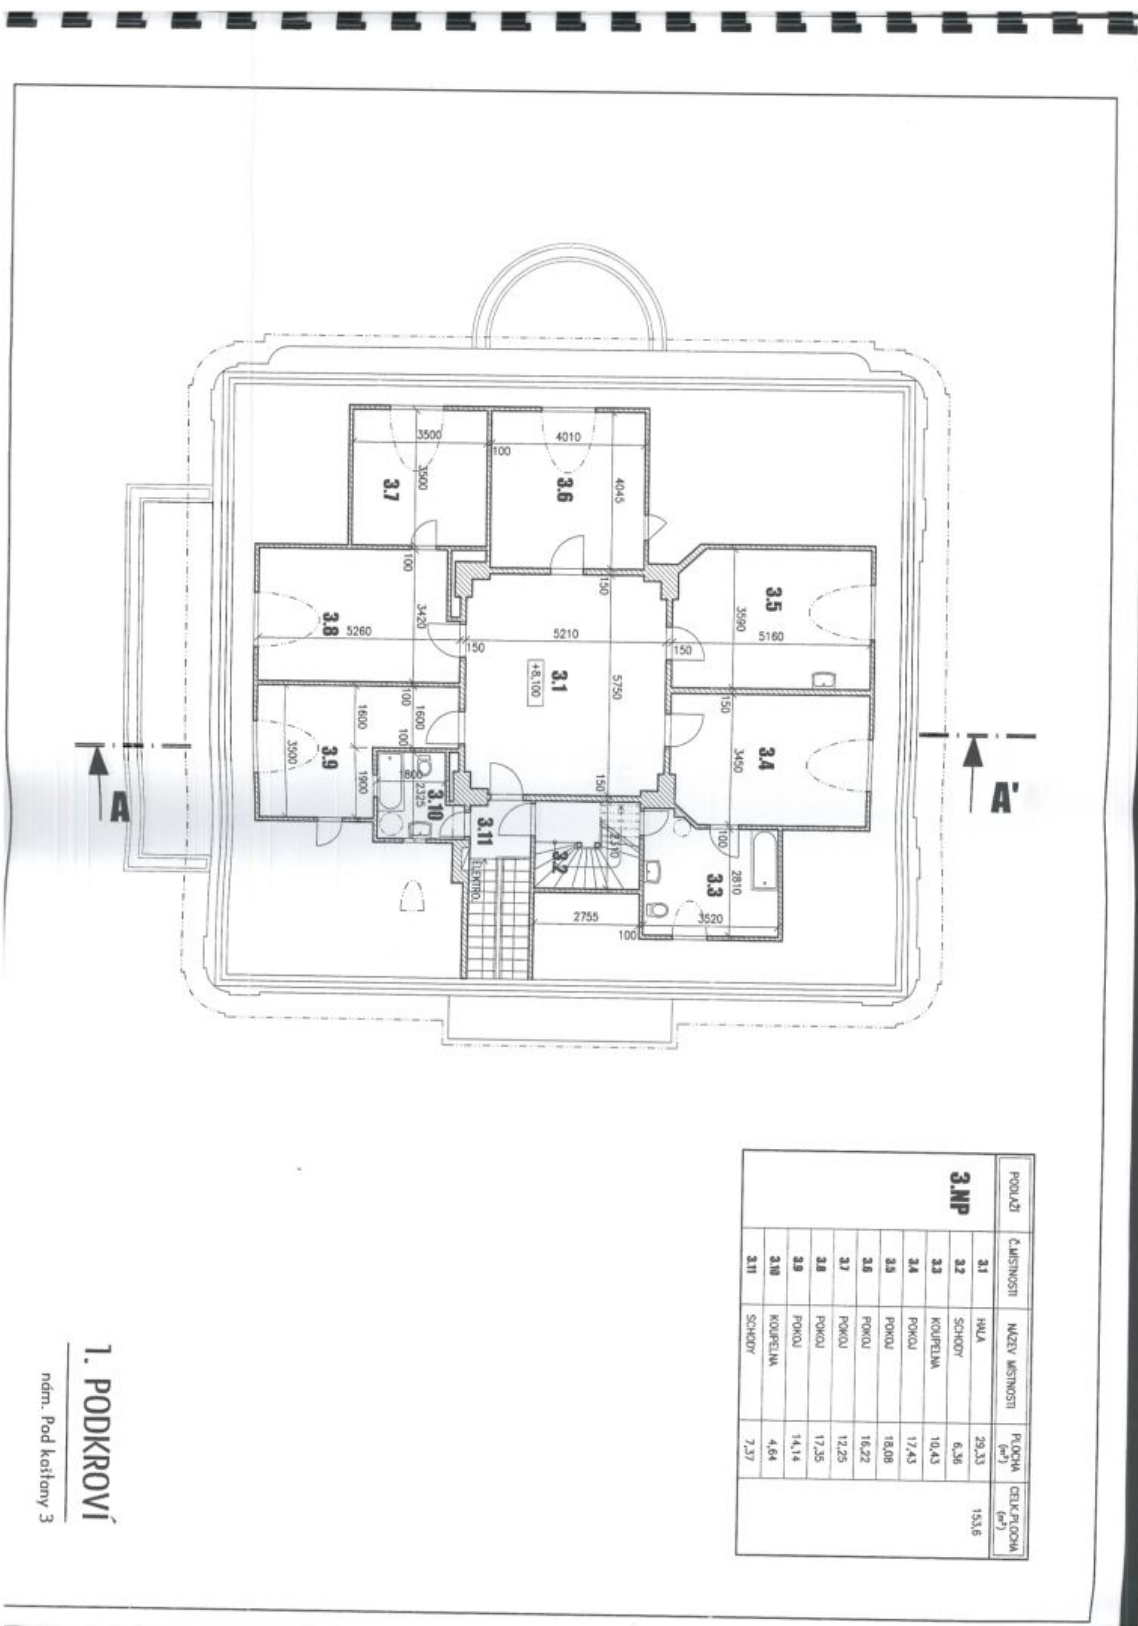 3500
4010
100
3.7
3500
3.6
4045
100
150
3.5
3590
5160
3.8
3420
5260
150
5210
150
+8,100
3.1
5750
100
1600
1600
100
150
3450
3.4
3500
3.9
1900
1800
2325
3.10
150
3.11
ELEKTRO.
3.2
2310
100
3.3
2810
2755
3520
100
A
A'
PODLAŽÍ Č.MÍSTNOSTI NÁZEV MÍSTNOSTI PLOCHA (m²) CELK.PLOCHA (m²)
3.NP 3.1 HALA 29,33 153,6
3.2 SCHODY 6,36
3.3 KOUPELNA 10,43
3.4 POKOJ 17,43
3.5 POKOJ 18,08
3.6 POKOJ 16,22
3.7 POKOJ 12,25
3.8 POKOJ 17,35
3.9 POKOJ 14,14
3.10 KOUPELNA 4,64
3.11 SCHODY 7,37
1. PODKROVÍ
nám. Pod kaštany 3